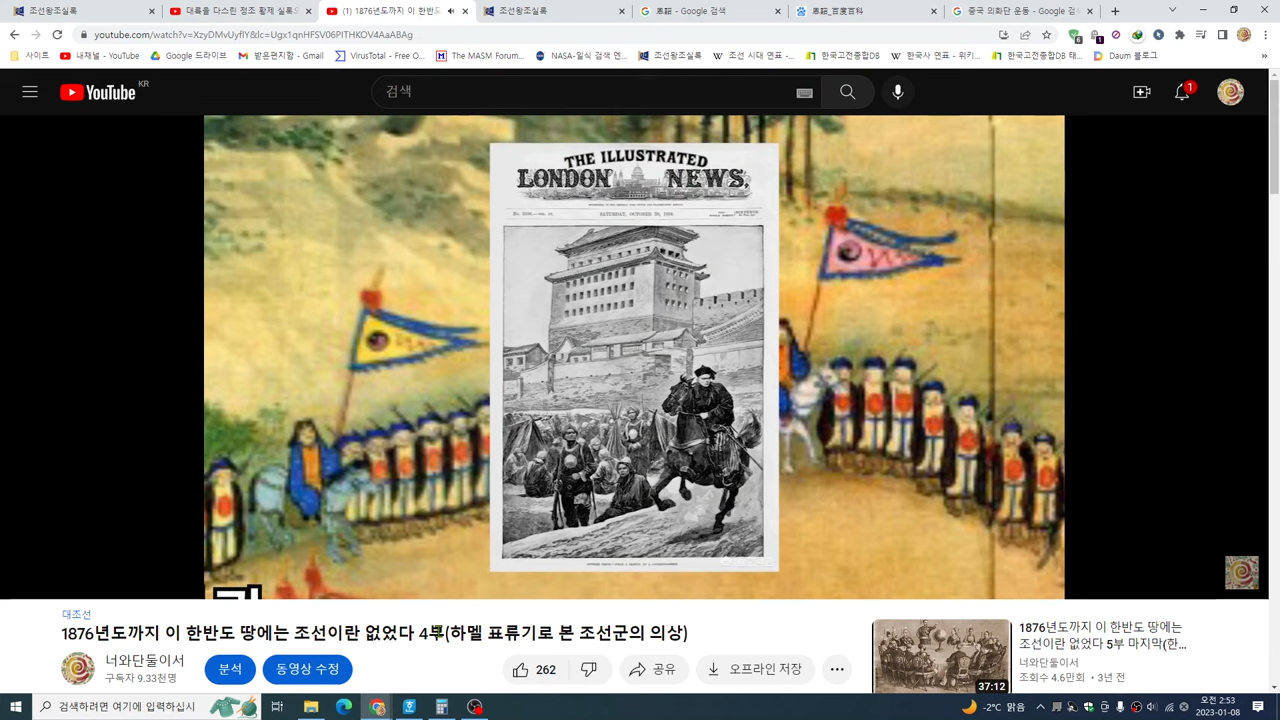 조선왕조실록
대륙을 다스린 정조 황제 실록으
(1) 1876년도까지 이 한반도
조선왕조실록
恩詔 - Google 검색
恩詔_百度百科
중국 의화단 운동 - Google 검색
youtube.com/watch?v=XzyDMvUyflY&lc=Ugx1qnHFSV06PITHKOV4AaABAg
사이트
내채널 - YouTube
Google 드라이브
받은편지함 - Gmail
VirusTotal - Free O...
The MASM Forum...
NASA-일식 검색 엔...
조선왕조실록
조선 시대 연표 - 위...
한국고전종합DB
한국사 연표 - 위키...
한국고전종합DB 태...
Daum 블로그
YouTube KR
검색
1
THE ILLUSTRATED
LONDON NEWS.
SATURDAY, OCTOBER 20, 1894.
대조선
1876년도까지 이 한반도 땅에는 조선이란 없었다 4부(하멜 표류기로 본 조선군의 의상)
너와단둘이서
구독자 9.33천명
분석
동영상 수정
262
공유
오프라인 저장
37:12
1876년도까지 이 한반도 땅에는
조선이란 없었다 5부 마지막(한...
너와단둘이서
조회수 4.6만회 • 3년 전
검색하려면 여기에 입력하십시
-2°C 맑음
오전 2:53
2023-01-08